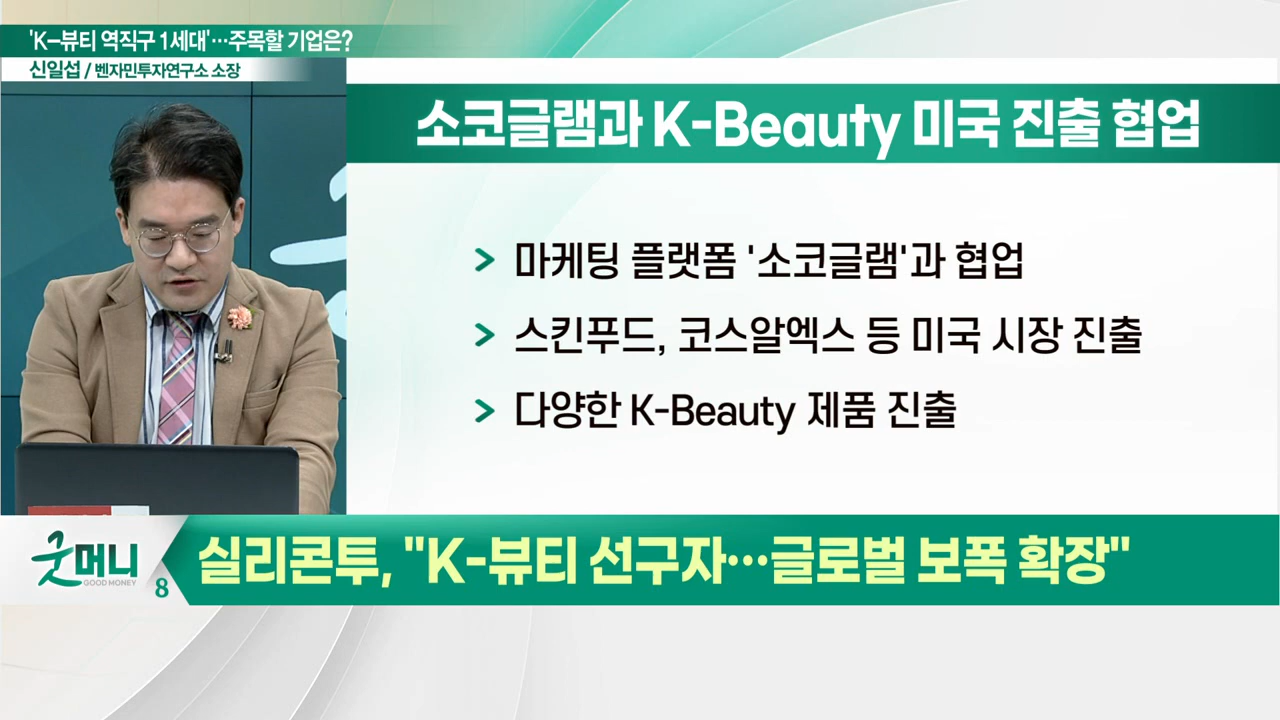 'K-뷰티 역직구 1세대'…주목할 기업은?
신일섭 / 벤자민투자연구소 소장
소코글램과 K-Beauty 미국 진출 협업
> 마케팅 플랫폼 '소코글램'과 협업
> 스킨푸드, 코스알엑스 등 미국 시장 진출
> 다양한 K-Beauty 제품 진출
굿머니
GOOD MONEY
8
실리콘투, "K-뷰티 선구자…글로벌 보폭 확장"